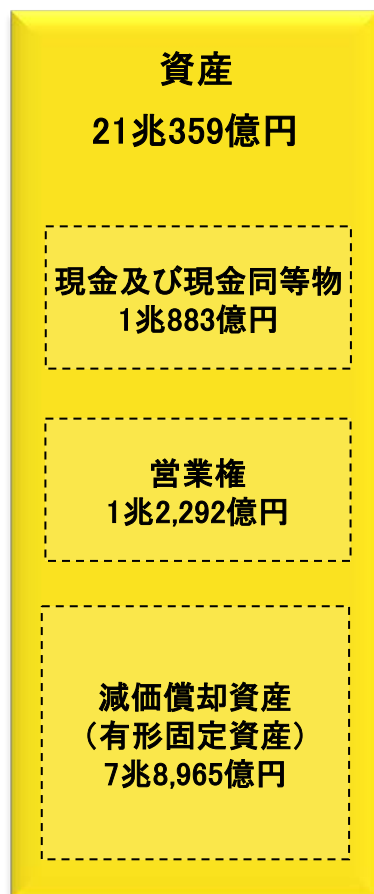 資産
21兆359億円
現金及び現金同等物
1兆883億円
営業権
1兆2,292億円
減価償却資産
（有形固定資産）
7兆8,965億円